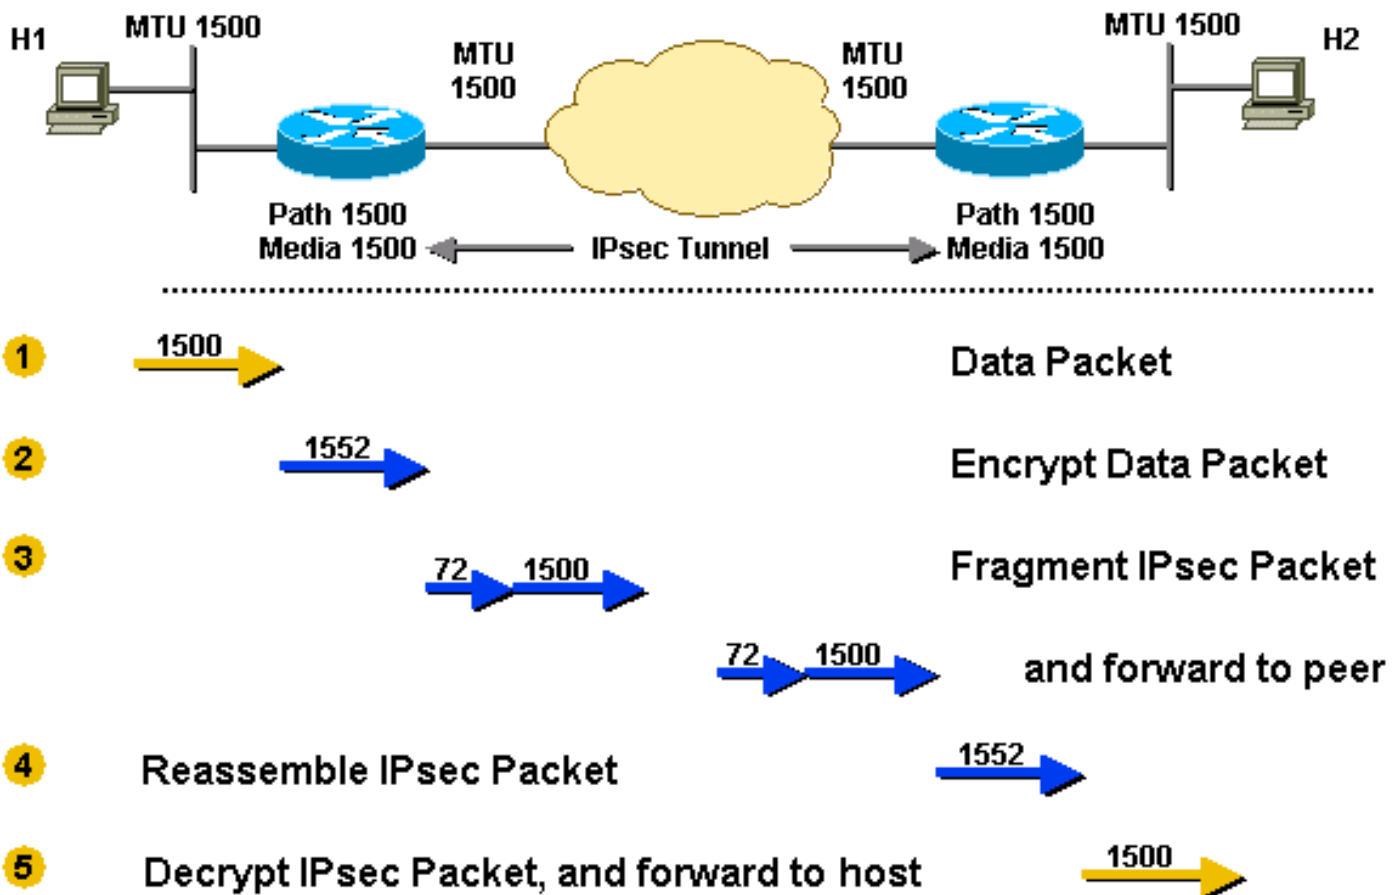 H1
MTU 1500
MTU
1500
MTU
1500
MTU 1500
H2
Path 1500
Media 1500
IPsec Tunnel
Path 1500
Media 1500
1
1500
Data Packet
2
1552
Encrypt Data Packet
3
72
1500
Fragment IPsec Packet
72
1500
and forward to peer
4
Reassemble IPsec Packet
1552
5
Decrypt IPsec Packet, and forward to host
1500